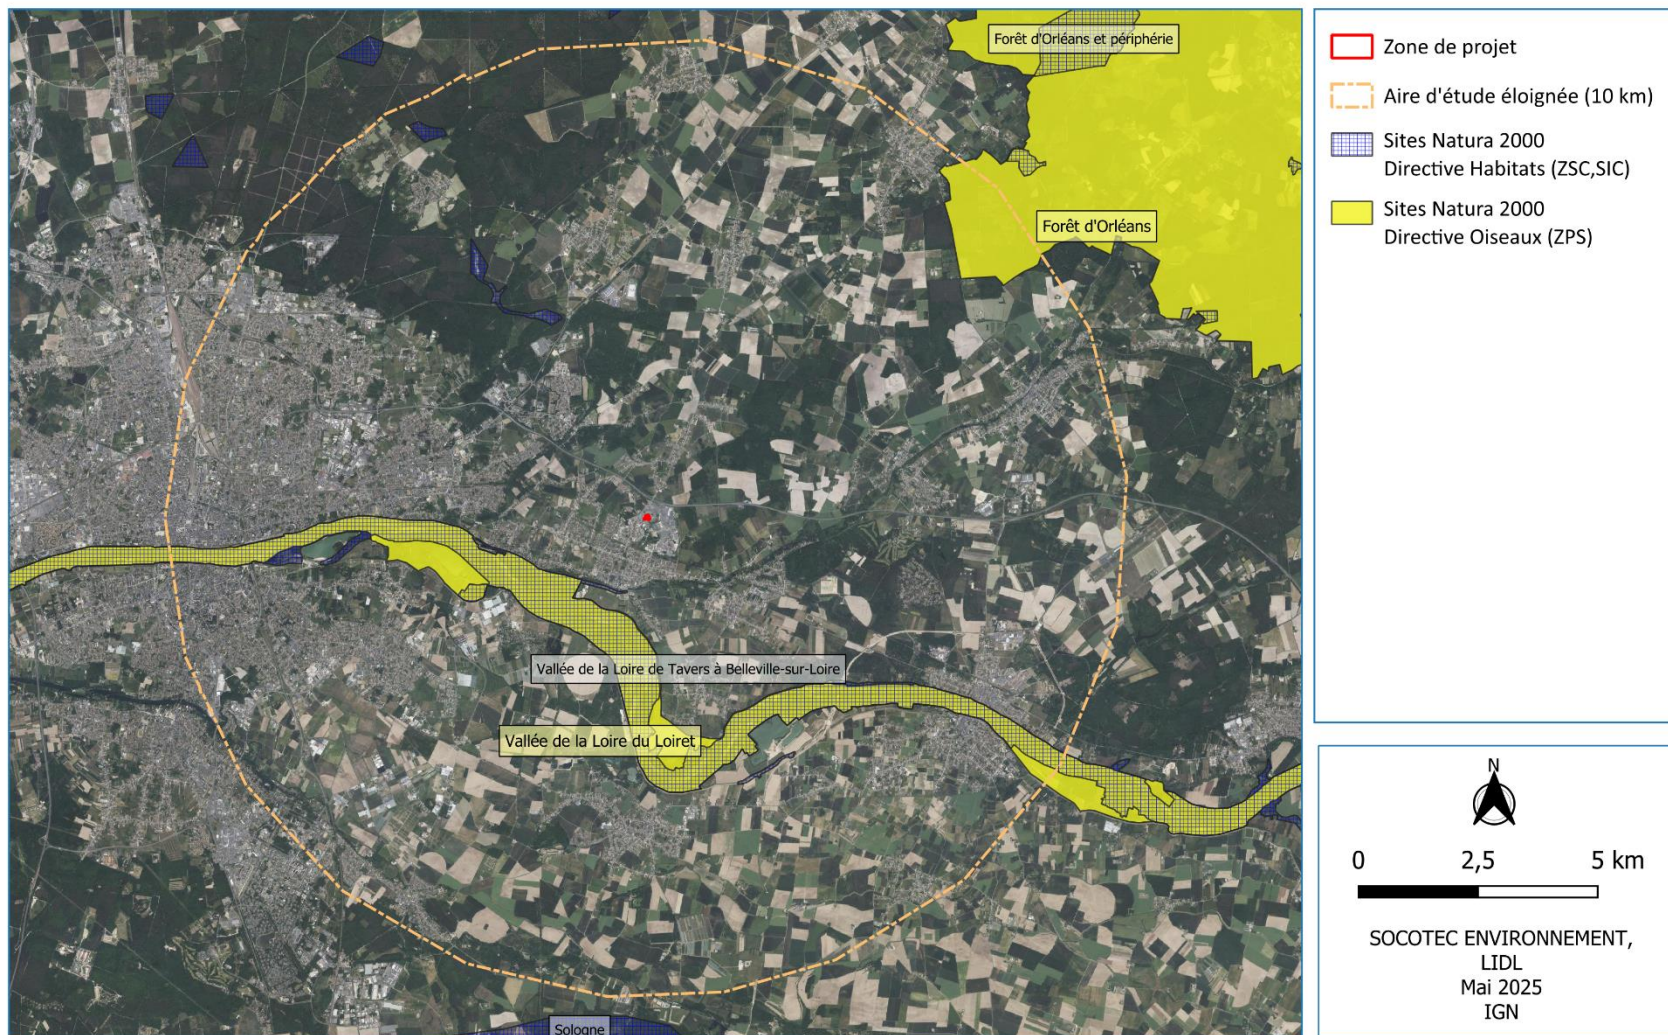 Forêt d'Orléans et périphérie
Forêt d'Orléans
Vallée de la Loire de Tavers à Belleville-sur-Loire
Vallée de la Loire du Loiret
Sologne
Zone de projet
Aire d'étude éloignée (10 km)
Sites Natura 2000
Directive Habitats (ZSC,SIC)
Sites Natura 2000
Directive Oiseaux (ZPS)
N
0 2,5 5 km
SOCOTEC ENVIRONNEMENT,
LIDL
Mai 2025
IGN